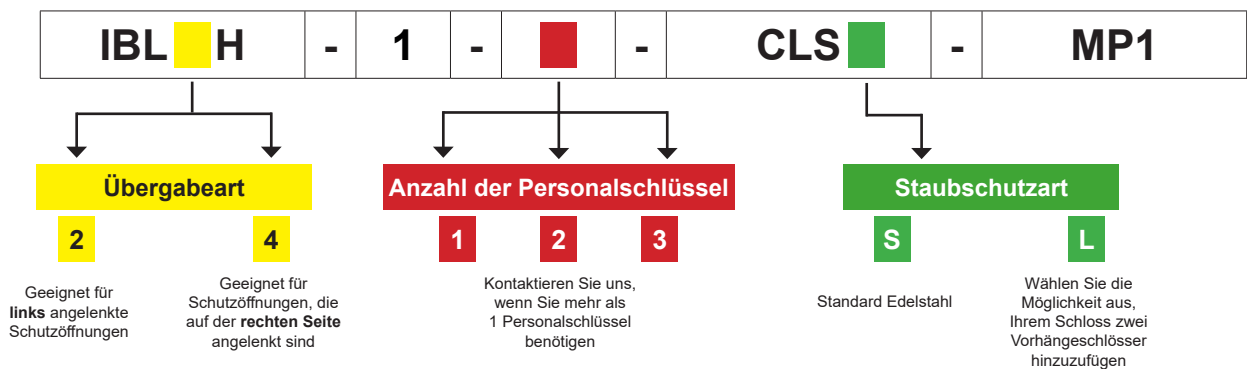 IBL H - 1 - - CLS - MP1
Übergabeart
2 4
Geeignet für
links angelenkte
Schutzöffnungen
Geeignet für
Schutzöffnungen, die
auf der rechten Seite
angelenkt sind
Anzahl der Personalschlüssel
1 2 3
Kontaktieren Sie uns,
wenn Sie mehr als
1 Personalschlüssel
benötigen
Staubschutzart
S L
Standard Edelstahl
Wählen Sie die
Möglichkeit aus,
Ihrem Schloss zwei
Vorhängeschlösser
hinzuzufügen